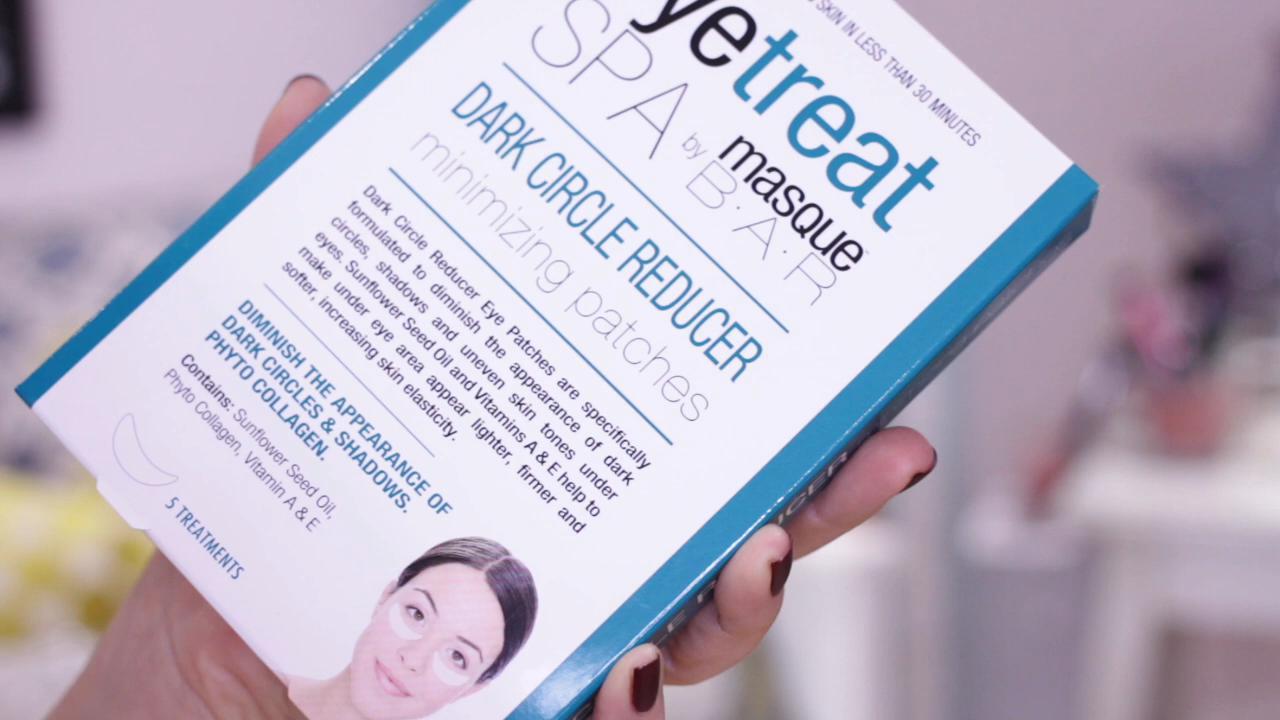 SKIN IN LESS THAN 30 MINUTES
yetreat
SPA by masque
B·A·R
DARK CIRCLE REDUCER
minimizing patches
Dark Circle Reducer Eye Patches are specifically
formulated to diminish the appearance of dark
circles, shadows and uneven skin tones under
eyes. Sunflower Seed Oil and Vitamins A & E help to
make under eye area appear lighter, firmer and
softer, increasing skin elasticity.
DIMINISH THE APPEARANCE OF
DARK CIRCLES & SHADOWS.
PHYTO COLLAGEN.
Contains: Sunflower Seed Oil,
Phyto Collagen, Vitamin A & E
5 TREATMENTS